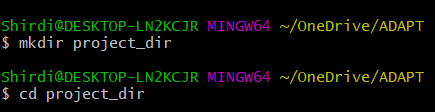 Shirdi@DESKTOP-LN2KCJR MINGW64 ~/OneDrive/ADAPT
$ mkdir project_dir
Shirdi@DESKTOP-LN2KCJR MINGW64 ~/OneDrive/ADAPT
$ cd project_dir